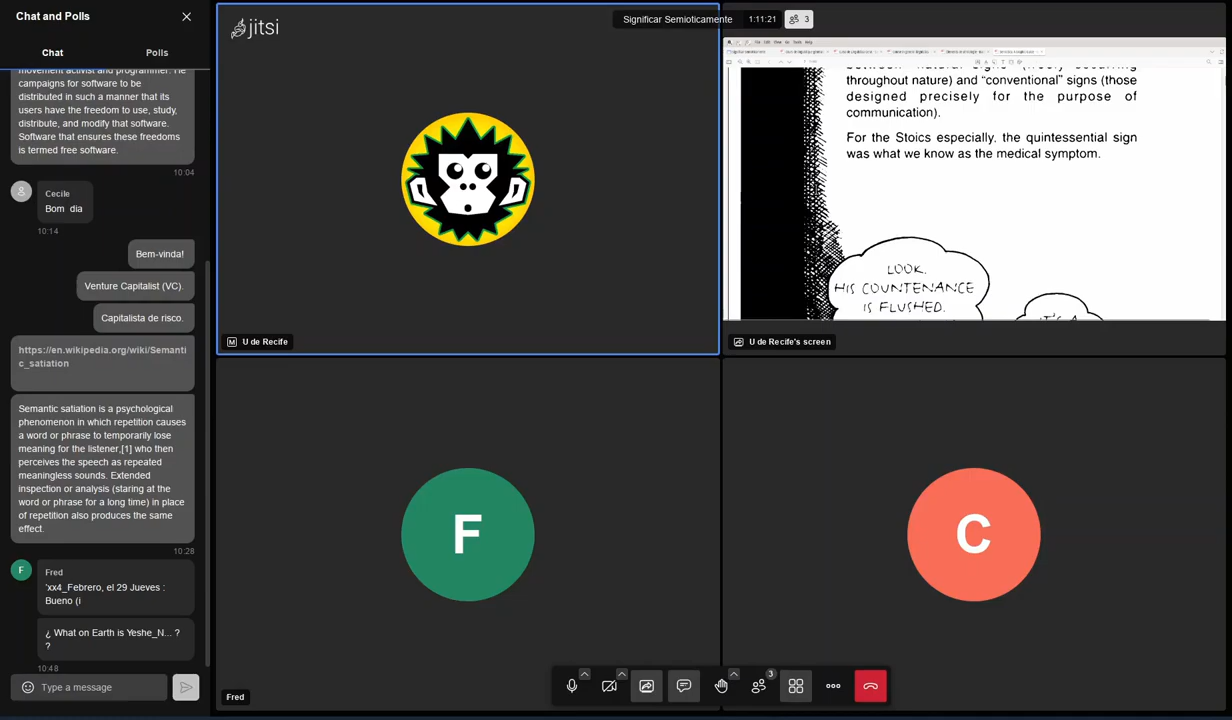 Chat and Polls
Chat
Polls
movement activist and programmer. He
campaigns for software to be
distributed in such a manner that its
users have the freedom to use, study,
distribute, and modify that software.
Software that ensures these freedoms
is termed free software.
10:04
Cecile
Bom dia
10:14
Bem-vinda!
Venture Capitalist (VC).
Capitalista de risco.
https://en.wikipedia.org/wiki/Semanti
c_satiation
Semantic satiation is a psychological
phenomenon in which repetition causes
a word or phrase to temporarily lose
meaning for the listener,[1] who then
perceives the speech as repeated
meaningless sounds. Extended
inspection or analysis (staring at the
word or phrase for a long time) in place
of repetition also produces the same
effect.
10:28
F
Fred
'xx4_Febrero, el 29 Jueves :
Bueno (i
¿ What on Earth is Yeshe_N... ?
?
10:48
Type a message
jitsi
M U de Recife
Significar Semioticamente 1:11:21 3
throughout nature) and “conventional” signs (those
designed precisely for the purpose of
communication).
For the Stoics especially, the quintessential sign
was what we know as the medical symptom.
LOOK.
HIS COUNTENANCE
IS FLUSHED.
IT'S A
U de Recife's screen
F
Fred
C
3